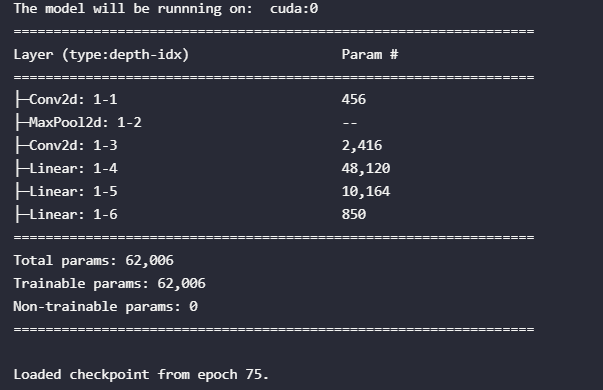 The model will be runnning on:  cuda:0
=================================================================
Layer (type:depth-idx)                   Param #
=================================================================
├─Conv2d: 1-1                            456
├─MaxPool2d: 1-2                         --
├─Conv2d: 1-3                            2,416
├─Linear: 1-4                            48,120
├─Linear: 1-5                            10,164
├─Linear: 1-6                            850
=================================================================
Total params: 62,006
Trainable params: 62,006
Non-trainable params: 0
=================================================================
Loaded checkpoint from epoch 75.